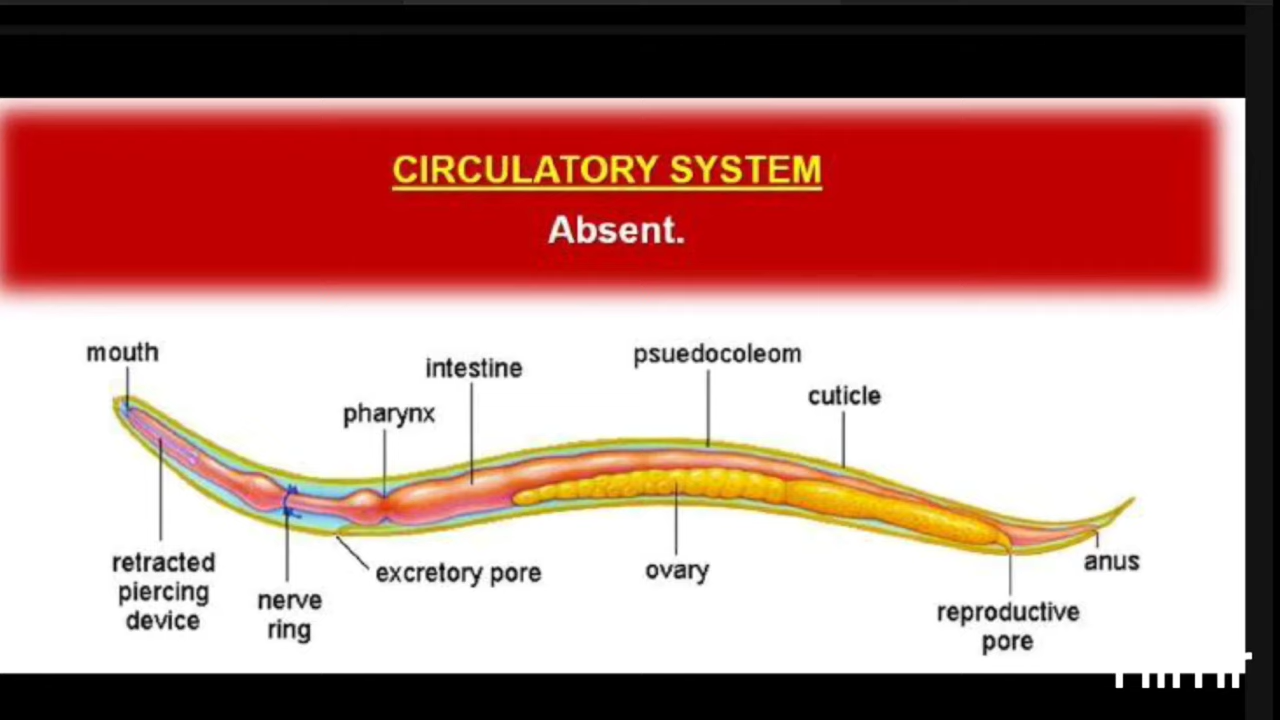 CIRCULATORY SYSTEM
Absent.
mouth
intestine
psuedocoleom
cuticle
pharynx
retracted
piercing
device
nerve
ring
excretory pore
ovary
anus
reproductive
pore